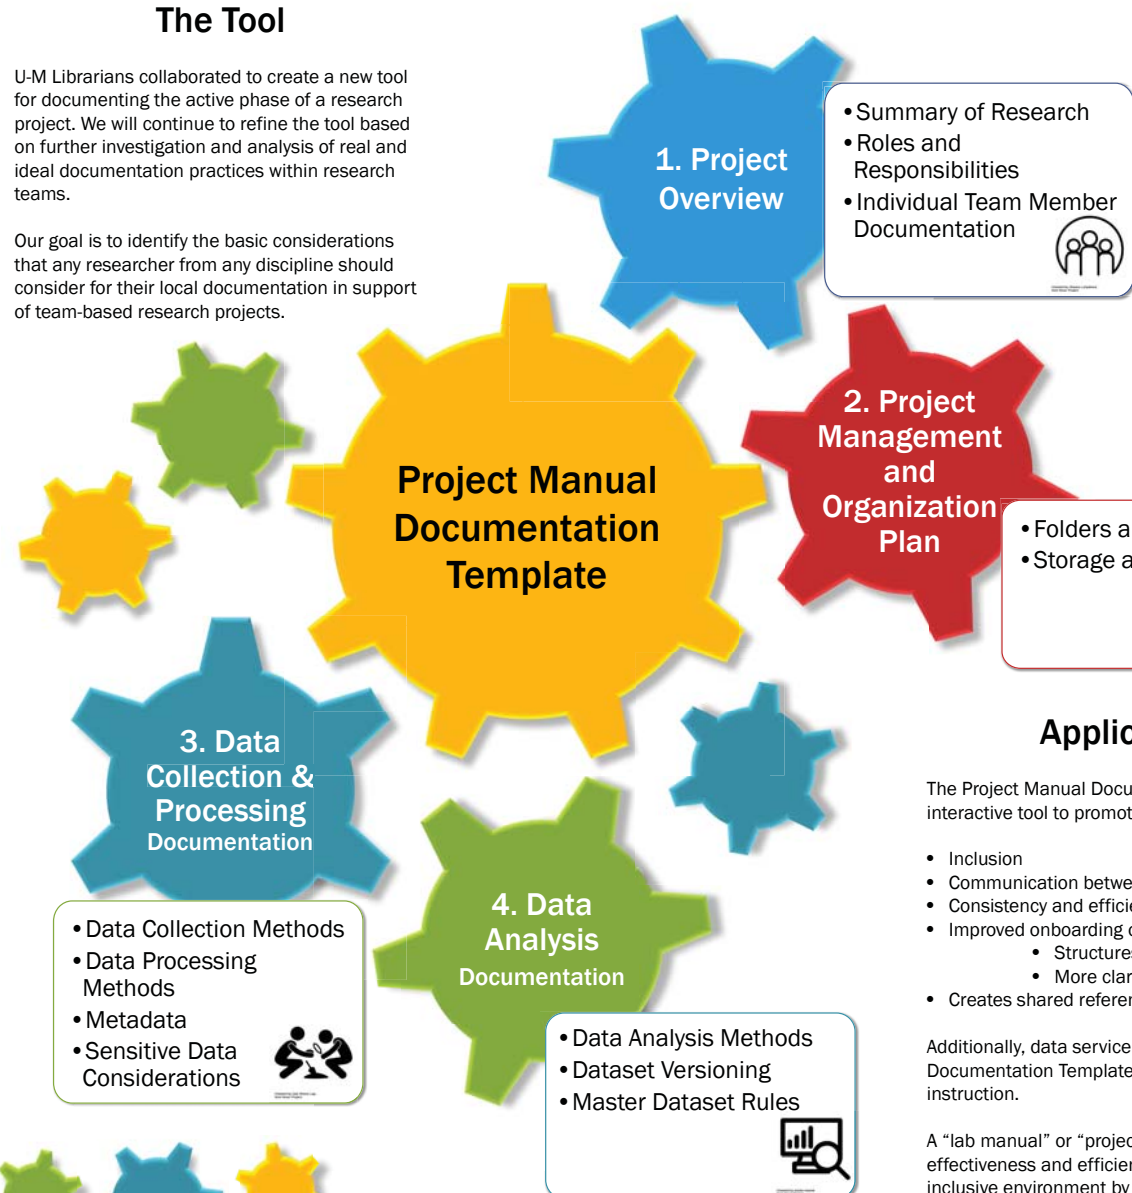 The Tool
U-M Librarians collaborated to create a new tool
for documenting the active phase of a research
project. We will continue to refine the tool based
on further investigation and analysis of real and
ideal documentation practices within research
teams.
Our goal is to identify the basic considerations
that any researcher from any discipline should
consider for their local documentation in support
of team-based research projects.
1. Project
Overview
•Summary of Research
•Roles and
Responsibilities
•Individual Team Member
Documentation
2. Project
Management
and
Organization
Plan
•Folders a
•Storage a
Project Manual
Documentation
Template
3. Data
Collection &
Processing
Documentation
•Data Collection Methods
•Data Processing
Methods
•Metadata
•Sensitive Data
Considerations
4. Data
Analysis
Documentation
•Data Analysis Methods
•Dataset Versioning
•Master Dataset Rules
Applic
The Project Manual Docu
interactive tool to promot
• Inclusion
• Communication betwe
• Consistency and efficie
• Improved onboarding o
• Structures
• More clar
• Creates shared referen
Additionally, data service
Documentation Template
instruction.
A “lab manual” or “projec
effectiveness and efficien
inclusive environment by